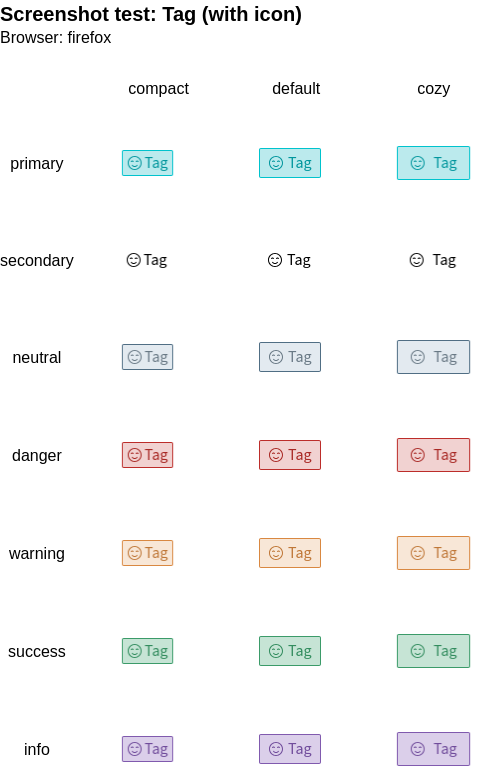 Screenshot test: Tag (with icon)
Browser: firefox
compact default cozy
primary Tag Tag Tag
secondary Tag Tag Tag
neutral Tag Tag Tag
danger Tag Tag Tag
warning Tag Tag Tag
success Tag Tag Tag
info Tag Tag Tag